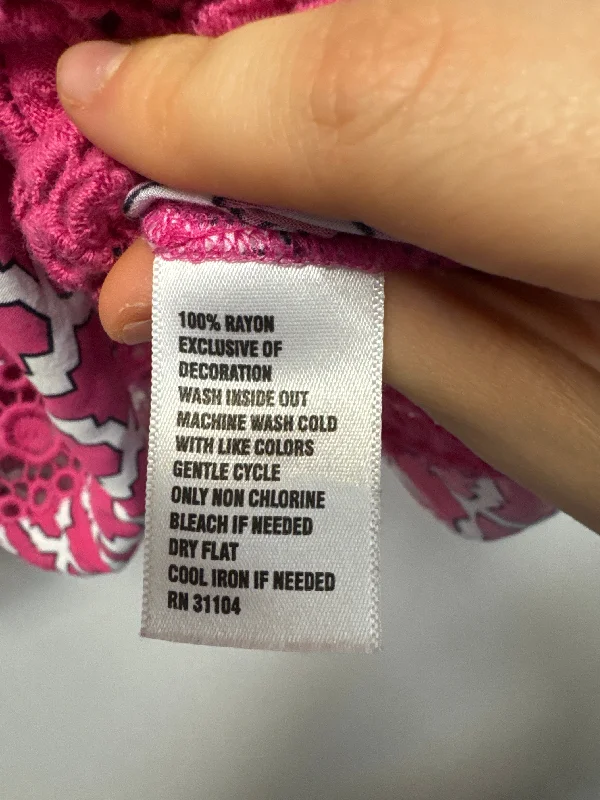 100% RAYON
EXCLUSIVE OF
DECORATION
WASH INSIDE OUT
MACHINE WASH COLD
WITH LIKE COLORS
GENTLE CYCLE
ONLY NON CHLORINE
BLEACH IF NEEDED
DRY FLAT
COOL IRON IF NEEDED
RN 31104